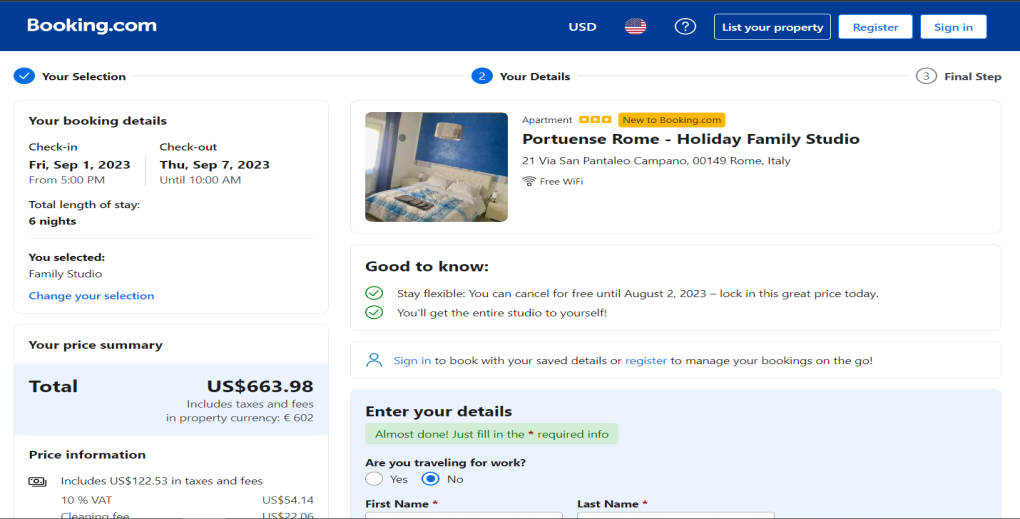 Booking.com
USD
?
List your property
Register
Sign in
Your Selection
2 Your Details
3 Final Step
Your booking details
Check-in
Fri, Sep 1, 2023
From 5:00 PM
Check-out
Thu, Sep 7, 2023
Until 10:00 AM
Total length of stay:
6 nights
You selected:
Family Studio
Change your selection
Your price summary
Total US$663.98
Includes taxes and fees
in property currency: € 602
Price information
Includes US$122.53 in taxes and fees
10 % VAT US$54.14
Cleaning fee US$22.06
Apartment New to Booking.com
Portuense Rome - Holiday Family Studio
21 Via San Pantaleo Campano, 00149 Rome, Italy
Free WiFi
Good to know:
Stay flexible: You can cancel for free until August 2, 2023 – lock in this great price today.
You'll get the entire studio to yourself!
Sign in to book with your saved details or register to manage your bookings on the go!
Enter your details
Almost done! Just fill in the * required info
Are you traveling for work?
Yes No
First Name * Last Name *